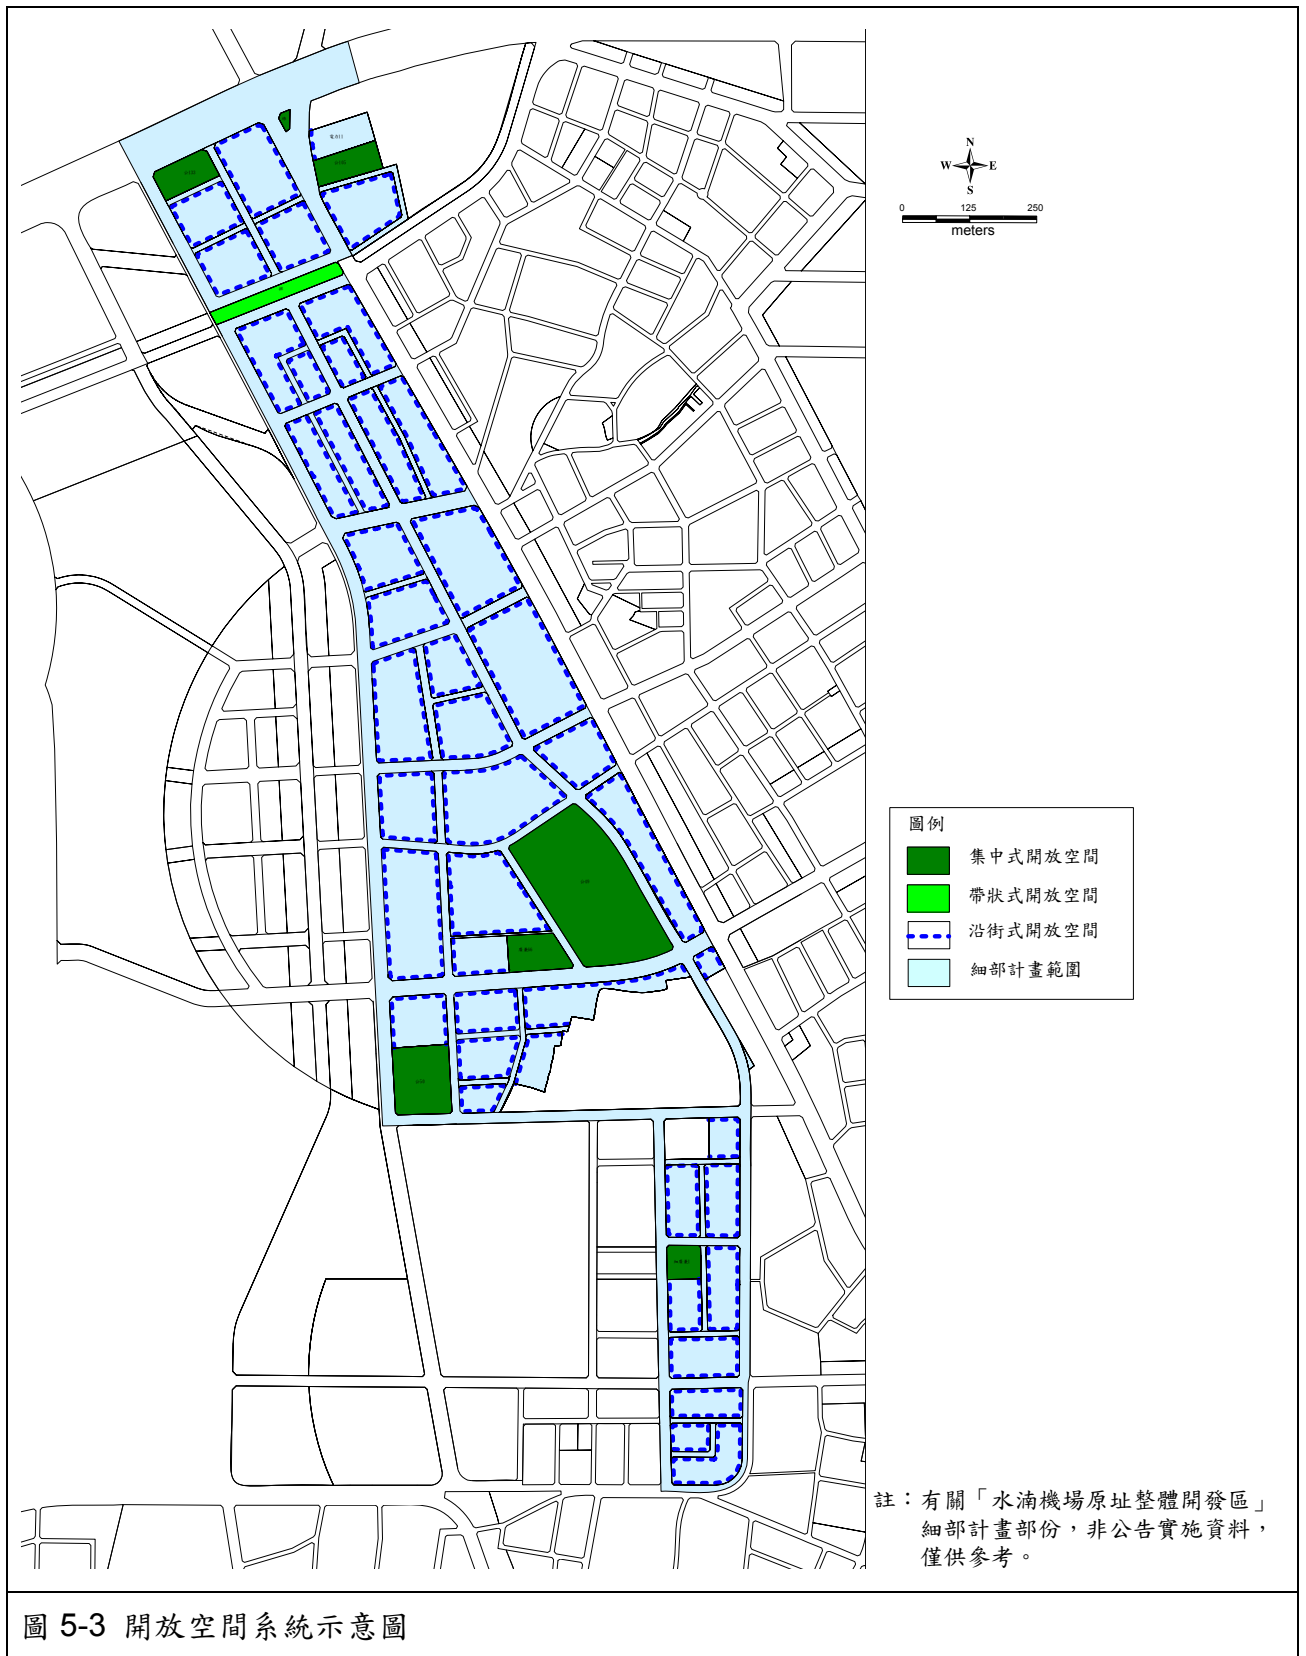 N
W E
S
0 125 250
meters
圖例
集中式開放空間
帶狀式開放空間
沿街式開放空間
細部計畫範圍
註：有關「水湳機場原址整體開發區」
細部計畫部份，非公告實施資料，
僅供參考。
圖 5-3 開放空間系統示意圖